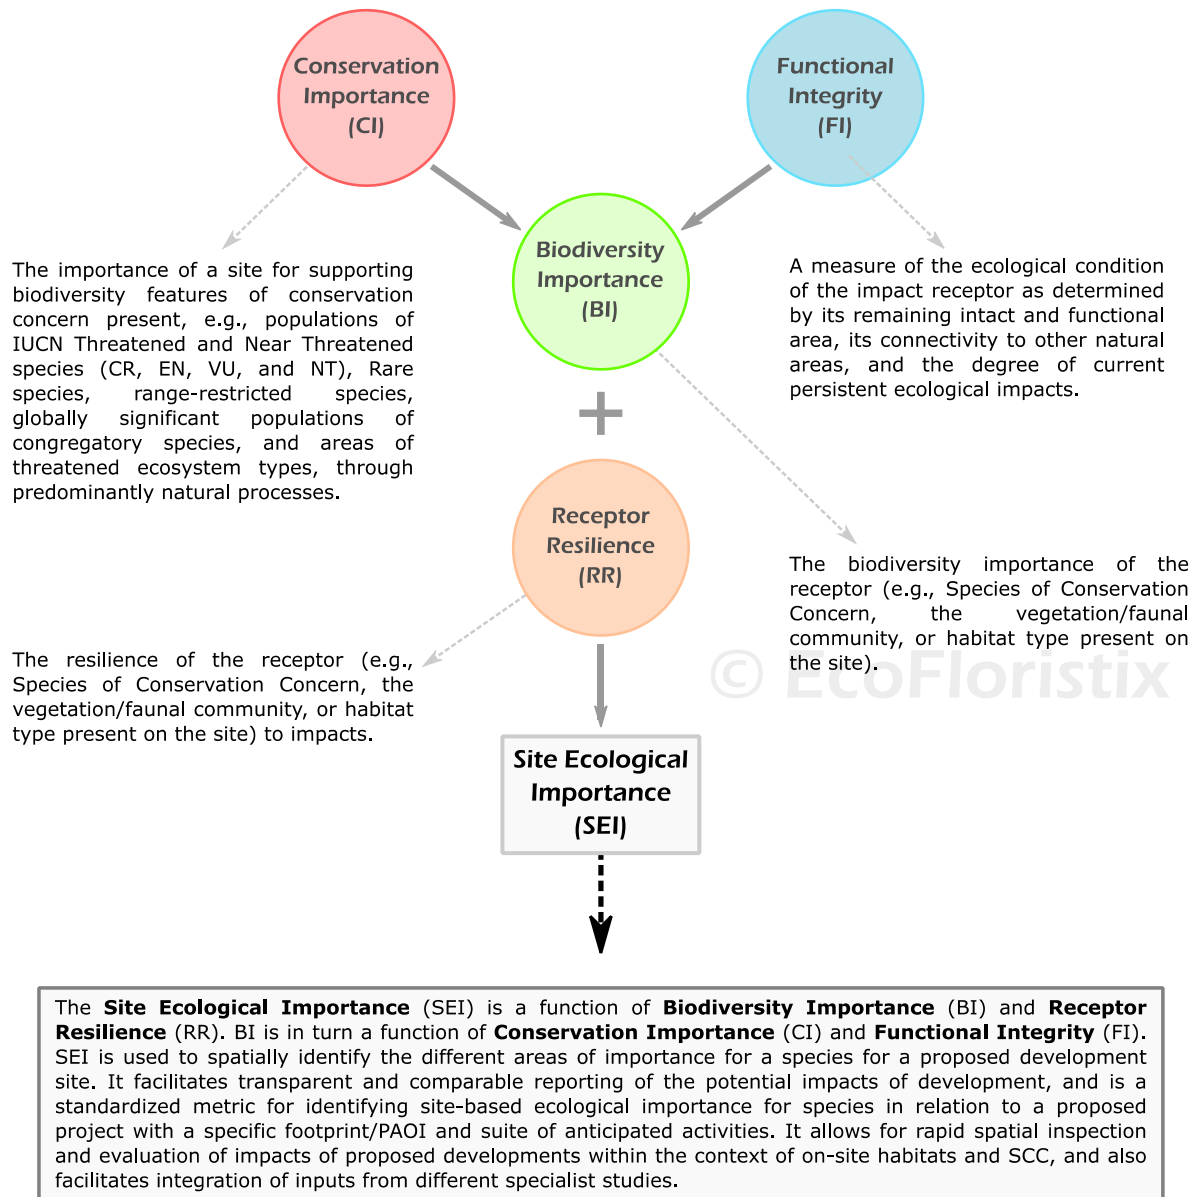 Conservation
Importance
(CI)
Functional
Integrity
(FI)
Biodiversity
Importance
(BI)
The importance of a site for supporting
biodiversity features of conservation
concern present, e.g., populations of
IUCN Threatened and Near Threatened
species (CR, EN, VU, and NT), Rare
species, range-restricted species,
globally significant populations of
congregatory species, and areas of
threatened ecosystem types, through
predominantly natural processes.
A measure of the ecological condition
of the impact receptor as determined
by its remaining intact and functional
area, its connectivity to other natural
areas, and the degree of current
persistent ecological impacts.
+
Receptor
Resilience
(RR)
The biodiversity importance of the
receptor (e.g., Species of Conservation
Concern, the vegetation/faunal
community, or habitat type present on
the site).
The resilience of the receptor (e.g.,
Species of Conservation Concern, the
vegetation/faunal community, or habitat
type present on the site) to impacts.
© EcoFloristix
Site Ecological
Importance
(SEI)
The Site Ecological Importance (SEI) is a function of Biodiversity Importance (BI) and Receptor
Resilience (RR). BI is in turn a function of Conservation Importance (CI) and Functional Integrity (FI).
SEI is used to spatially identify the different areas of importance for a species for a proposed development
site. It facilitates transparent and comparable reporting of the potential impacts of development, and is a
standardized metric for identifying site-based ecological importance for species in relation to a proposed
project with a specific footprint/PAOI and suite of anticipated activities. It allows for rapid spatial inspection
and evaluation of impacts of proposed developments within the context of on-site habitats and SCC, and also
facilitates integration of inputs from different specialist studies.